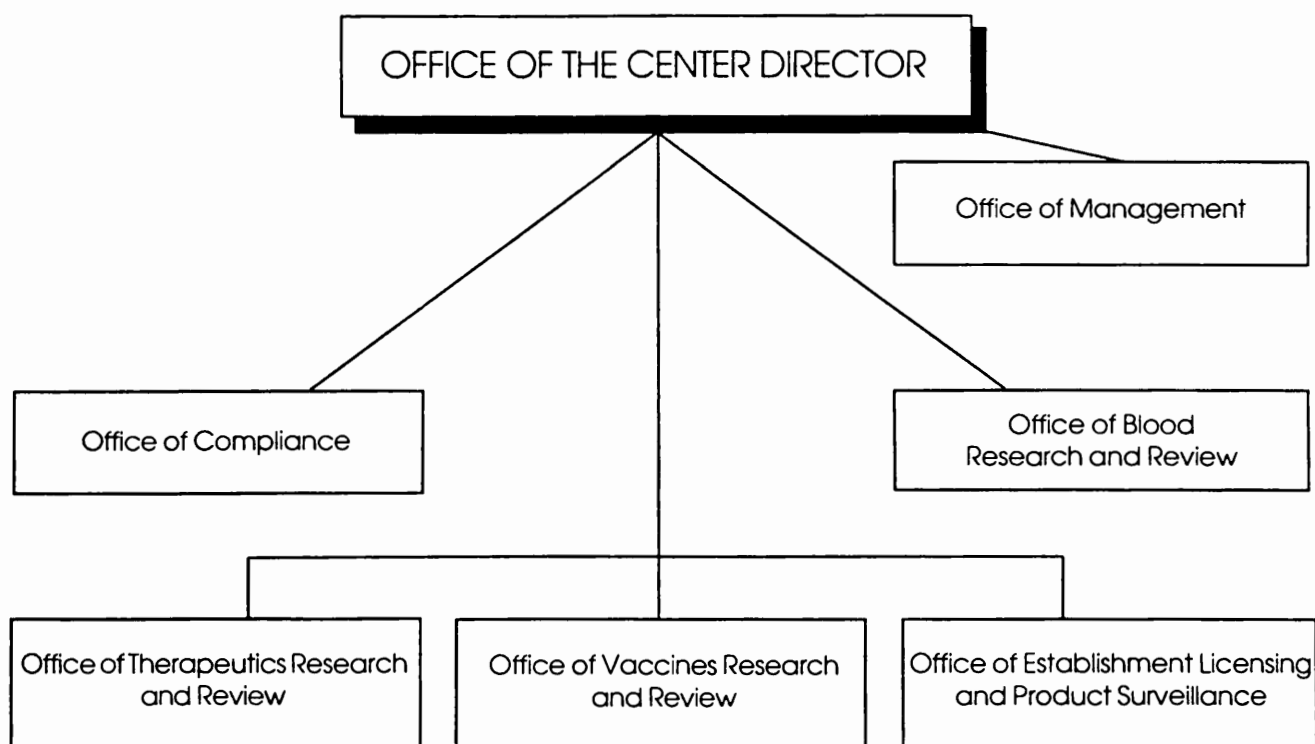 OFFICE OF THE CENTER DIRECTOR
Office of Management
Office of Compliance
Office of Blood
Research and Review
Office of Therapeutics Research
and Review
Office of Vaccines Research
and Review
Office of Establishment Licensing
and Product Surveillance